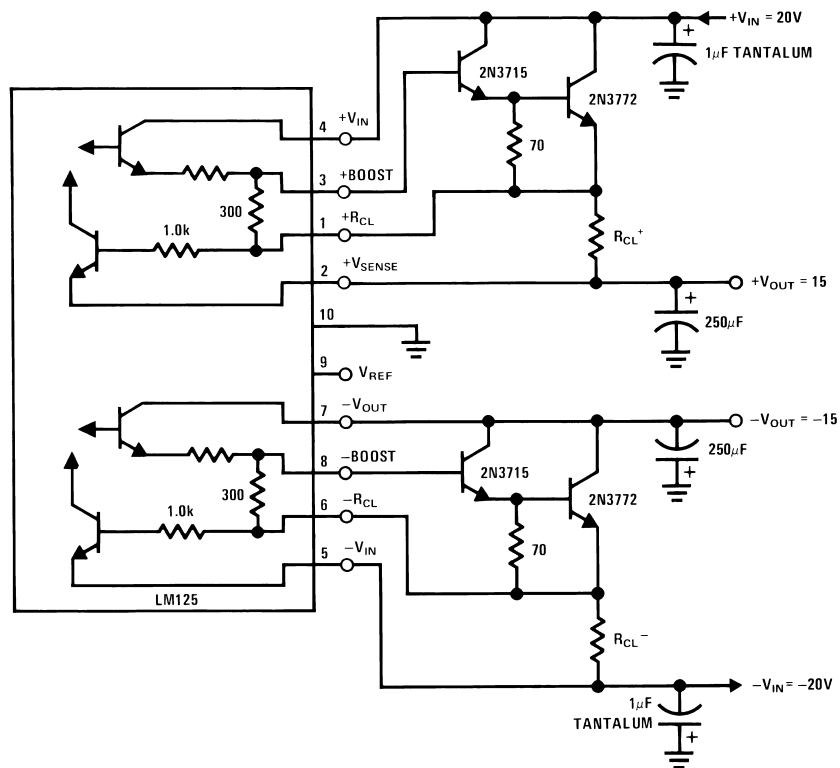 +VIN = 20V
+
1μF TANTALUM
2N3715
2N3772
4
+VIN
70
3
+BOOST
300
1.0k
1
+RCL
RCL+
2
+VSENSE
+VOUT = 15
+
250μF
10
9
VREF
7
−VOUT
−VOUT = −15
250μF
+
8
−BOOST
2N3715
2N3772
300
1.0k
6
−RCL
70
5
−VIN
LM125
RCL−
−VIN = −20V
1μF
TANTALUM
+